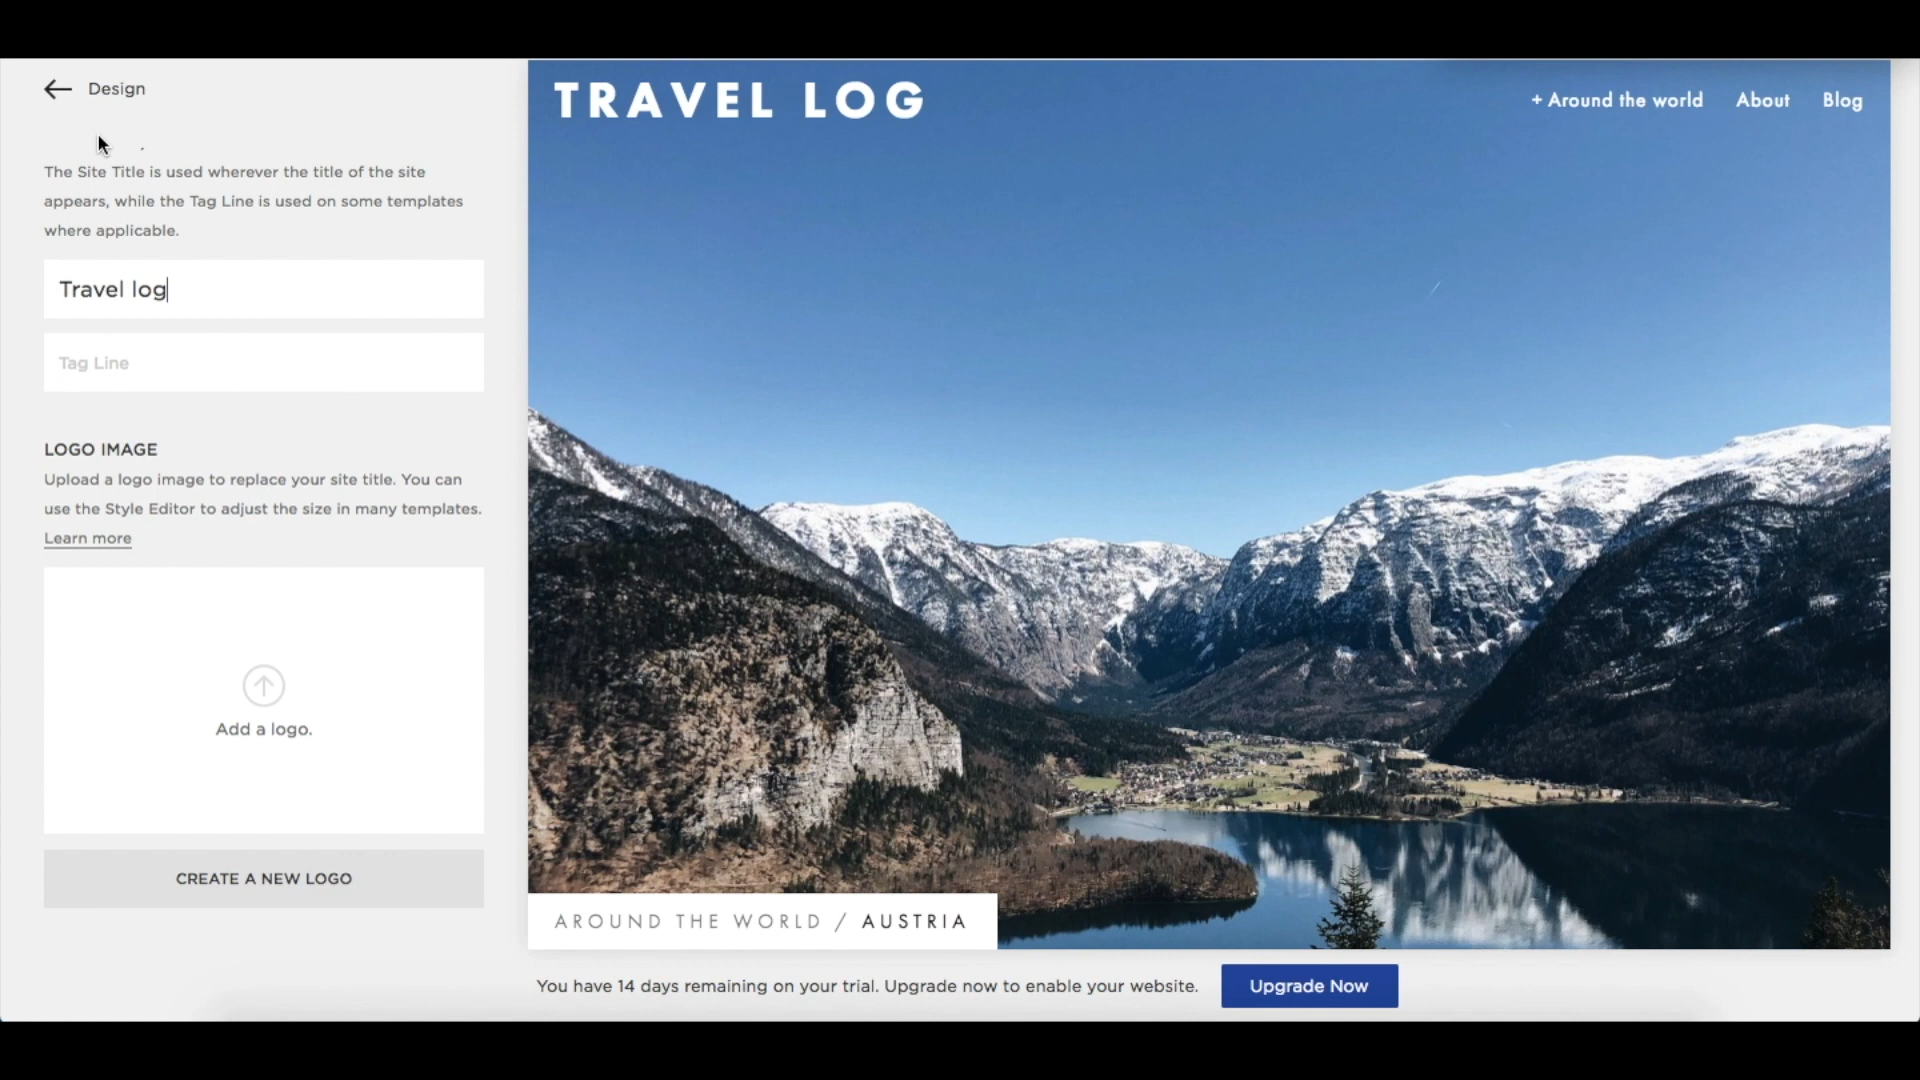 Design
The Site Title is used wherever the title of the site
appears, while the Tag Line is used on some templates
where applicable.
Travel log
Tag Line
LOGO IMAGE
Upload a logo image to replace your site title. You can
use the Style Editor to adjust the size in many templates.
Learn more
Add a logo.
CREATE A NEW LOGO
TRAVEL LOG
+ Around the world
About
Blog
AROUND THE WORLD / AUSTRIA
You have 14 days remaining on your trial. Upgrade now to enable your website.
Upgrade Now